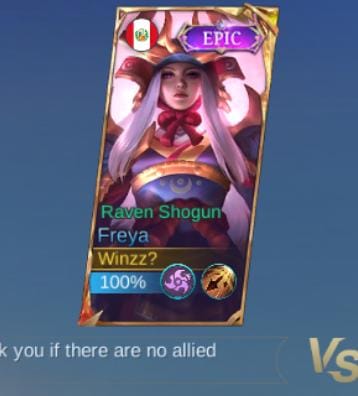 EPIC
Raven Shogun
Freya
Winzz?
100%
k you if there are no allied
Vs